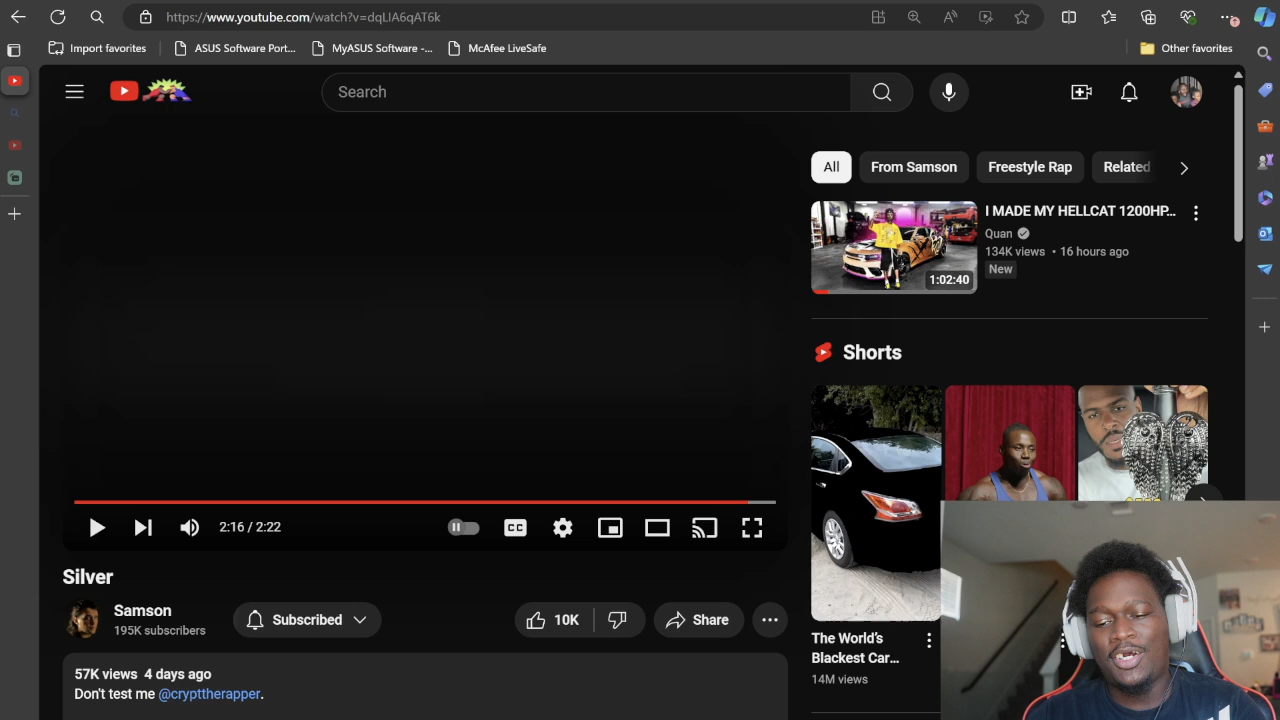 https://www.youtube.com/watch?v=dqLlA6qAT6k
Import favorites
ASUS Software Port...
MyASUS Software -...
McAfee LiveSafe
Other favorites
Search
All
From Samson
Freestyle Rap
Related
I MADE MY HELLCAT 1200HP...
Quan
134K views • 16 hours ago
New
1:02:40
Shorts
2:16 / 2:22
CC
Silver
Samson
195K subscribers
Subscribed
10K
Share
57K views 4 days ago
Don't test me @crypttherapper.
The World's
Blackest Car...
14M views